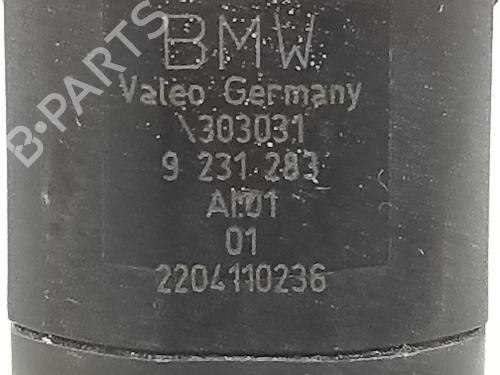 B-PARTS
BMW
Valeo Germany
\303031
9 231 283
AI01
01
2204110236